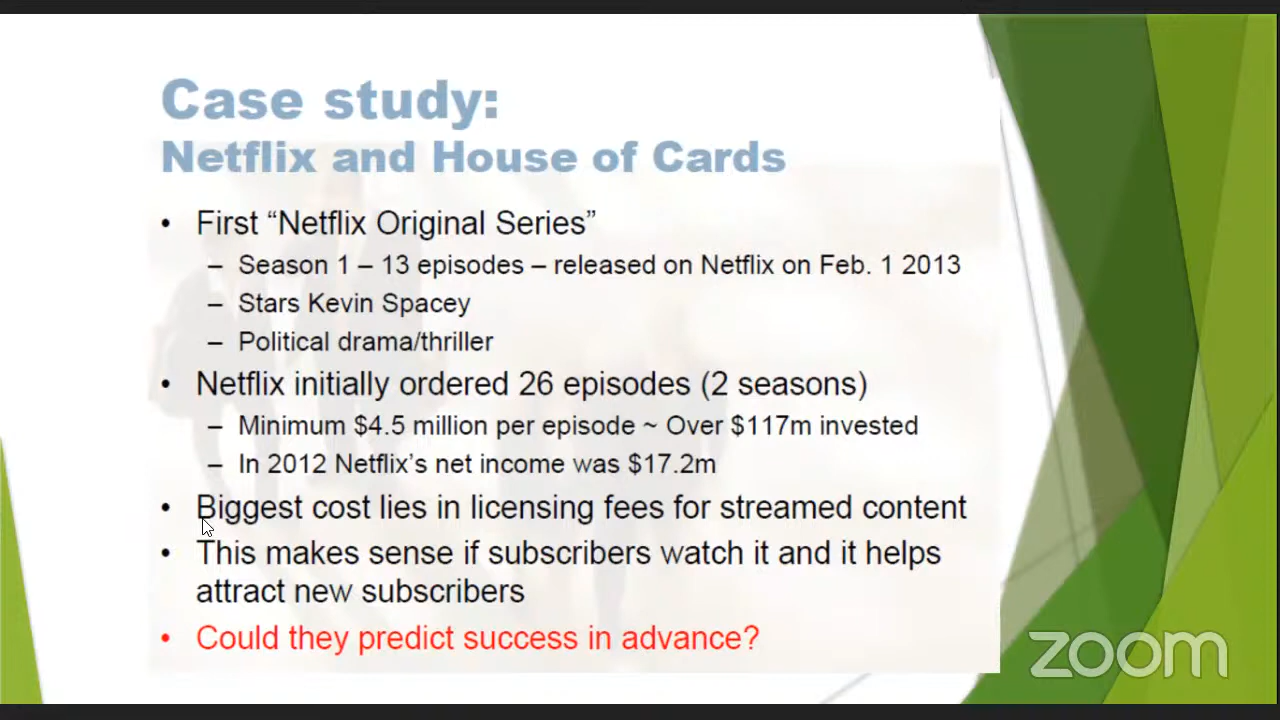 Case study:
Netflix and House of Cards
• First “Netflix Original Series”
– Season 1 – 13 episodes – released on Netflix on Feb. 1 2013
– Stars Kevin Spacey
– Political drama/thriller
• Netflix initially ordered 26 episodes (2 seasons)
– Minimum $4.5 million per episode ~ Over $117m invested
– In 2012 Netflix’s net income was $17.2m
• Biggest cost lies in licensing fees for streamed content
• This makes sense if subscribers watch it and it helps
attract new subscribers
• Could they predict success in advance?
zoom